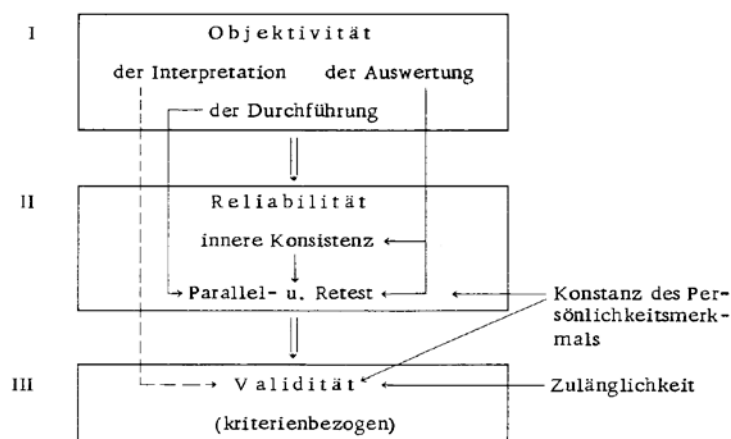 I
Objektivität
der Interpretation der Auswertung
der Durchführung
II
Reliabilität
innere Konsistenz
Parallel- u. Retest
Konstanz des Per-
sönlichkeitsmerk-
mals
III
Validität
Zulänglichkeit
(kriterienbezogen)